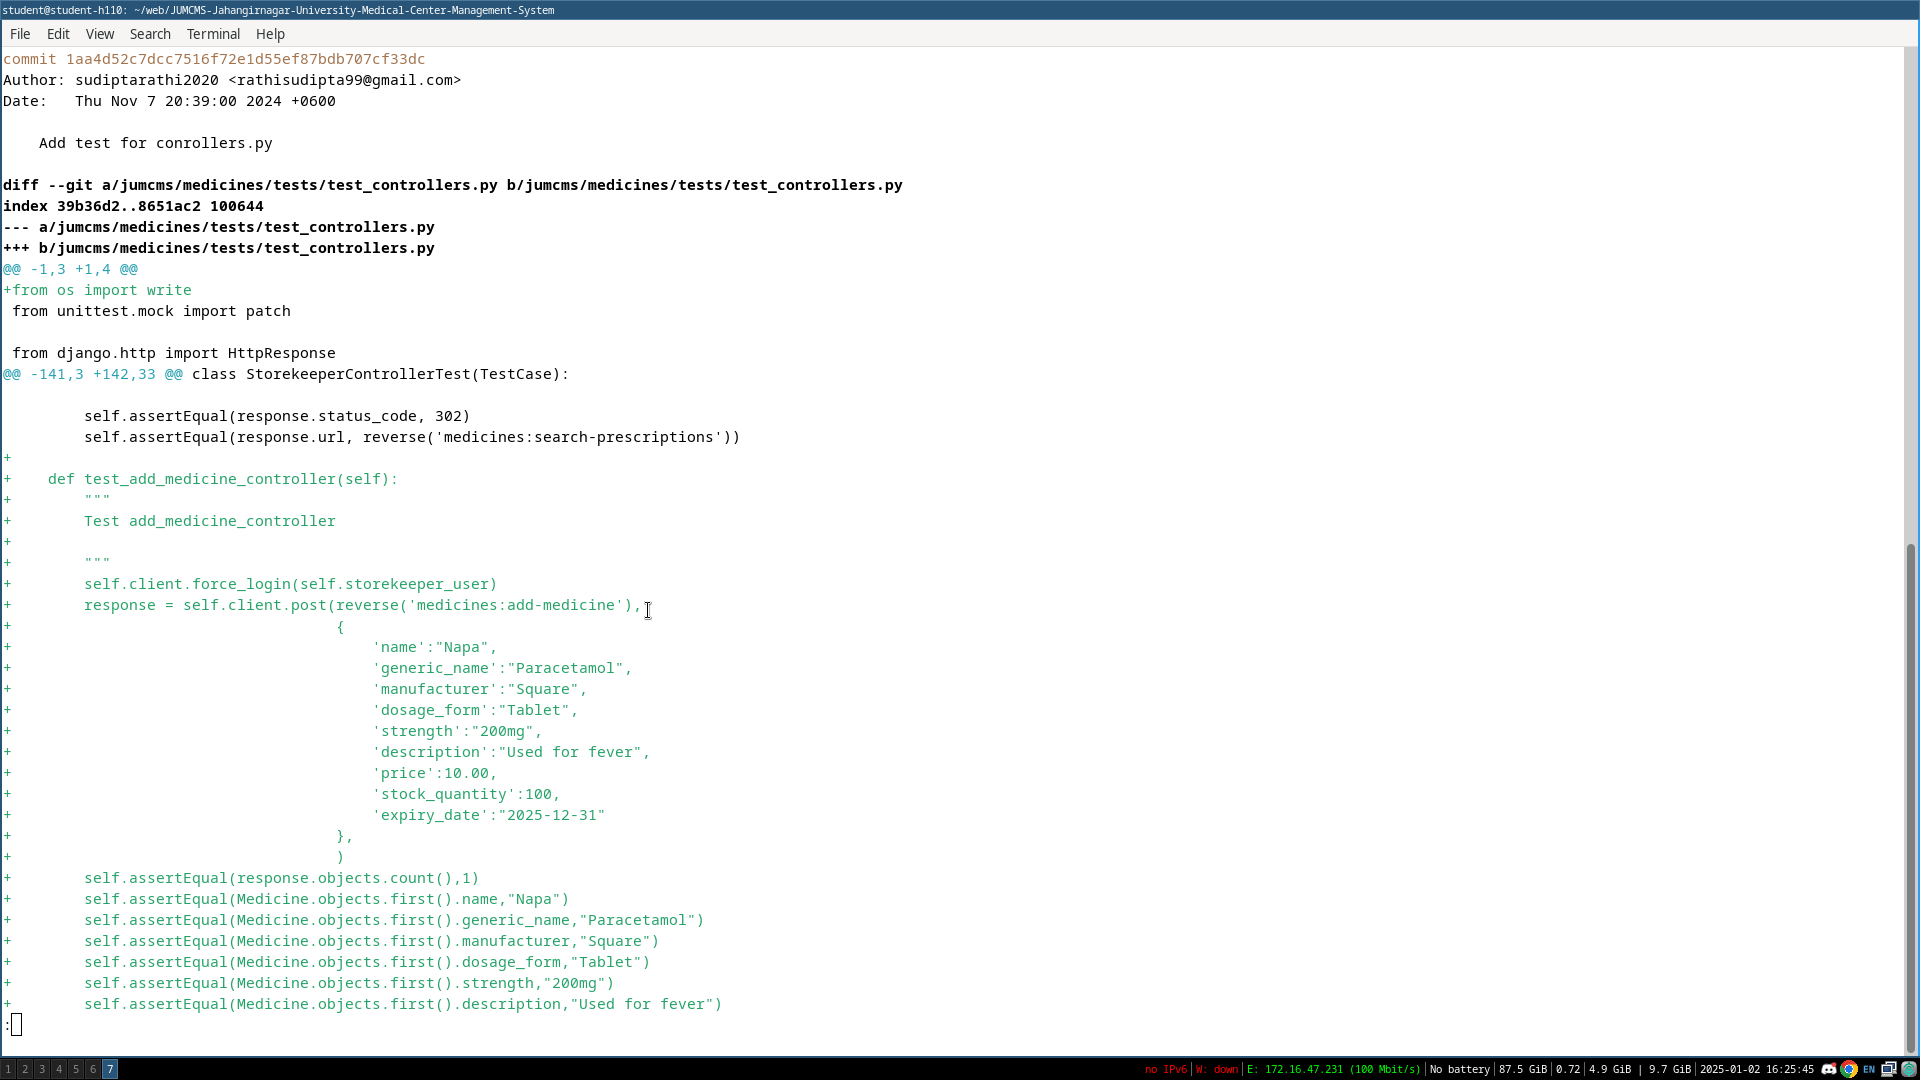 student@student-h110: ~/web/JUMCMS-Jahangirnagar-University-Medical-Center-Management-System
File Edit View Search Terminal Help
commit 1aa4d52c7dcc7516f72e1d55ef87bdb707cf33dc
Author: sudiptarathi2020 <rathisudipta99@gmail.com>
Date:   Thu Nov 7 20:39:00 2024 +0600
    Add test for conrollers.py
diff --git a/jumcms/medicines/tests/test_controllers.py b/jumcms/medicines/tests/test_controllers.py
index 39b36d2..8651ac2 100644
--- a/jumcms/medicines/tests/test_controllers.py
+++ b/jumcms/medicines/tests/test_controllers.py
@@ -1,3 +1,4 @@
+from os import write
 from unittest.mock import patch
 from django.http import HttpResponse
@@ -141,3 +142,33 @@ class StorekeeperControllerTest(TestCase):
         self.assertEqual(response.status_code, 302)
         self.assertEqual(response.url, reverse('medicines:search-prescriptions'))
+
+    def test_add_medicine_controller(self):
+        """
+        Test add_medicine_controller
+
+        """
+        self.client.force_login(self.storekeeper_user)
+        response = self.client.post(reverse('medicines:add-medicine'),
+                                    {
+                                        'name':"Napa",
+                                        'generic_name':"Paracetamol",
+                                        'manufacturer':"Square",
+                                        'dosage_form':"Tablet",
+                                        'strength':"200mg",
+                                        'description':"Used for fever",
+                                        'price':10.00,
+                                        'stock_quantity':100,
+                                        'expiry_date':"2025-12-31"
+                                    },
+                                    )
+        self.assertEqual(response.objects.count(),1)
+        self.assertEqual(Medicine.objects.first().name,"Napa")
+        self.assertEqual(Medicine.objects.first().generic_name,"Paracetamol")
+        self.assertEqual(Medicine.objects.first().manufacturer,"Square")
+        self.assertEqual(Medicine.objects.first().dosage_form,"Tablet")
+        self.assertEqual(Medicine.objects.first().strength,"200mg")
+        self.assertEqual(Medicine.objects.first().description,"Used for fever")
:
1 2 3 4 5 6 7 no IPv6 | W: down | E: 172.16.47.231 (100 Mbit/s) | No battery | 87.5 GiB | 0.72 | 4.9 GiB | 9.7 GiB | 2025-01-02 16:25:45 EN